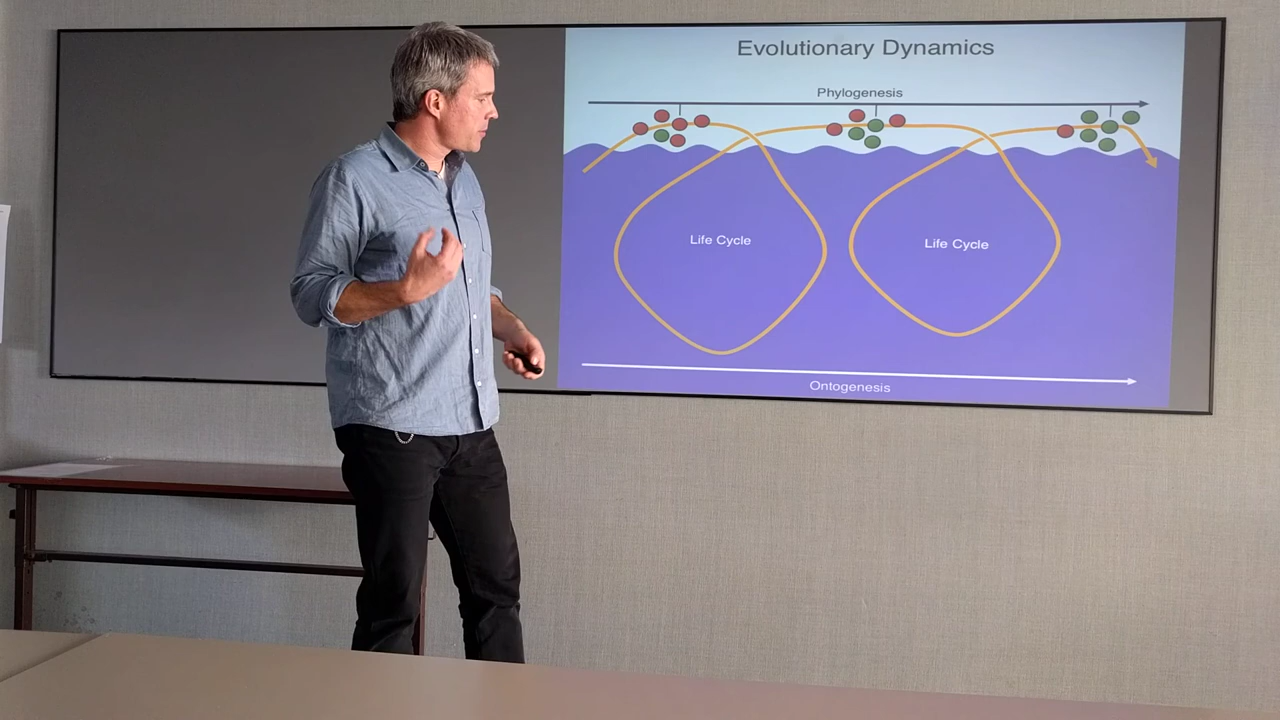 Evolutionary Dynamics
Phylogenesis
Life Cycle
Life Cycle
Ontogenesis